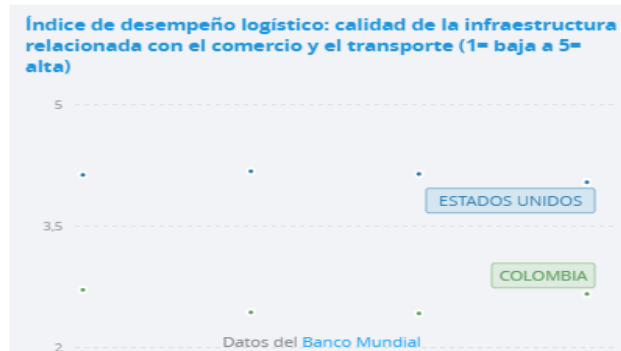 Índice de desempeño logístico: calidad de la infraestructura
relacionada con el comercio y el transporte (1= baja a 5=
alta)
5
ESTADOS UNIDOS
3,5
COLOMBIA
2
Datos del Banco Mundial